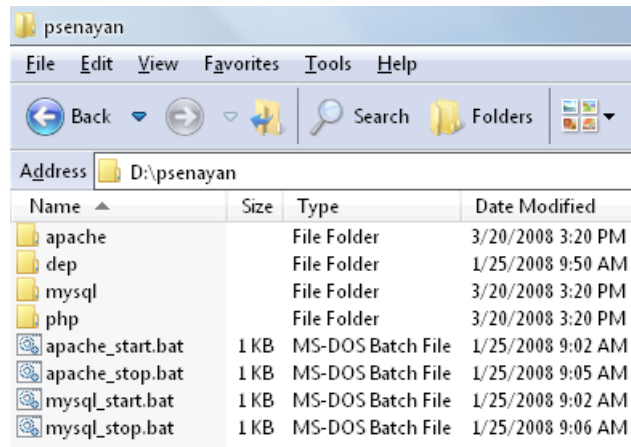 psenayan
File Edit View Favorites Tools Help
Back Search Folders
Address D:\psenayan
Name Size Type Date Modified
apache File Folder 3/20/2008 3:20 PM
dep File Folder 1/25/2008 9:50 AM
mysql File Folder 3/20/2008 3:20 PM
php File Folder 3/20/2008 3:20 PM
apache_start.bat 1 KB MS-DOS Batch File 1/25/2008 9:02 AM
apache_stop.bat 1 KB MS-DOS Batch File 1/25/2008 9:05 AM
mysql_start.bat 1 KB MS-DOS Batch File 1/25/2008 9:02 AM
mysql_stop.bat 1 KB MS-DOS Batch File 1/25/2008 9:06 AM